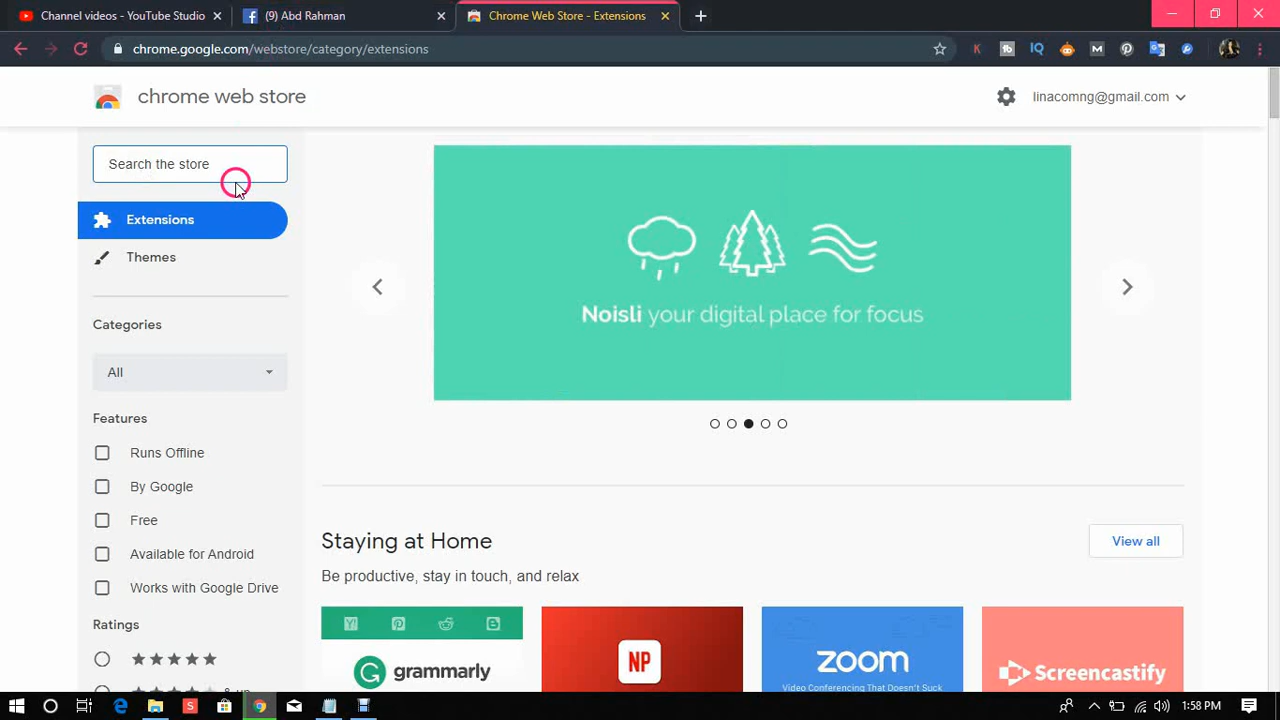 Channel videos - YouTube Studio
(9) Abd Rahman
Chrome Web Store - Extensions
chrome.google.com/webstore/category/extensions
K
IQ
M
chrome web store
linacomng@gmail.com
Search the store
Extensions
Themes
Categories
All
Features
Runs Offline
By Google
Free
Available for Android
Works with Google Drive
Ratings
Noisli your digital place for focus
Staying at Home
View all
Be productive, stay in touch, and relax
G grammarly
NP
zoom
Video Conferencing That Doesn't Suck
Screencastify
S
1:58 PM